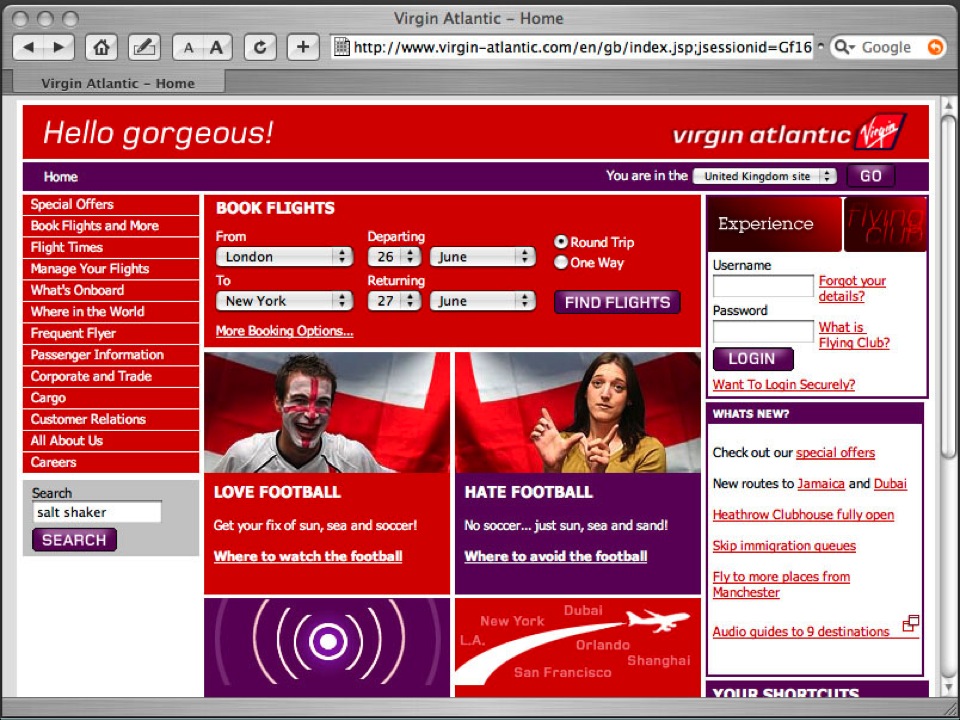 Virgin Atlantic – Home
A A + http://www.virgin-atlantic.com/en/gb/index.jsp;jsessionid=Gf16 Google
Virgin Atlantic – Home
Hello gorgeous!
virgin atlantic Virgin
Home
You are in the United Kingdom site GO
Special Offers
Book Flights and More
Flight Times
Manage Your Flights
What's Onboard
Where in the World
Frequent Flyer
Passenger Information
Corporate and Trade
Cargo
Customer Relations
All About Us
Careers
Search
salt shaker
SEARCH
BOOK FLIGHTS
From Departing
London 26 June
Round Trip
One Way
To Returning
New York 27 June
FIND FLIGHTS
More Booking Options...
LOVE FOOTBALL
Get your fix of sun, sea and soccer!
Where to watch the football
HATE FOOTBALL
No soccer... just sun, sea and sand!
Where to avoid the football
New York Dubai
L.A.
Orlando
Shanghai
San Francisco
Experience
flying
club
Username
Forgot your
details?
Password
What is
Flying Club?
LOGIN
Want To Login Securely?
WHATS NEW?
Check out our special offers
New routes to Jamaica and Dubai
Heathrow Clubhouse fully open
Skip immigration queues
Fly to more places from
Manchester
Audio guides to 9 destinations
YOUR SHORTCUTS